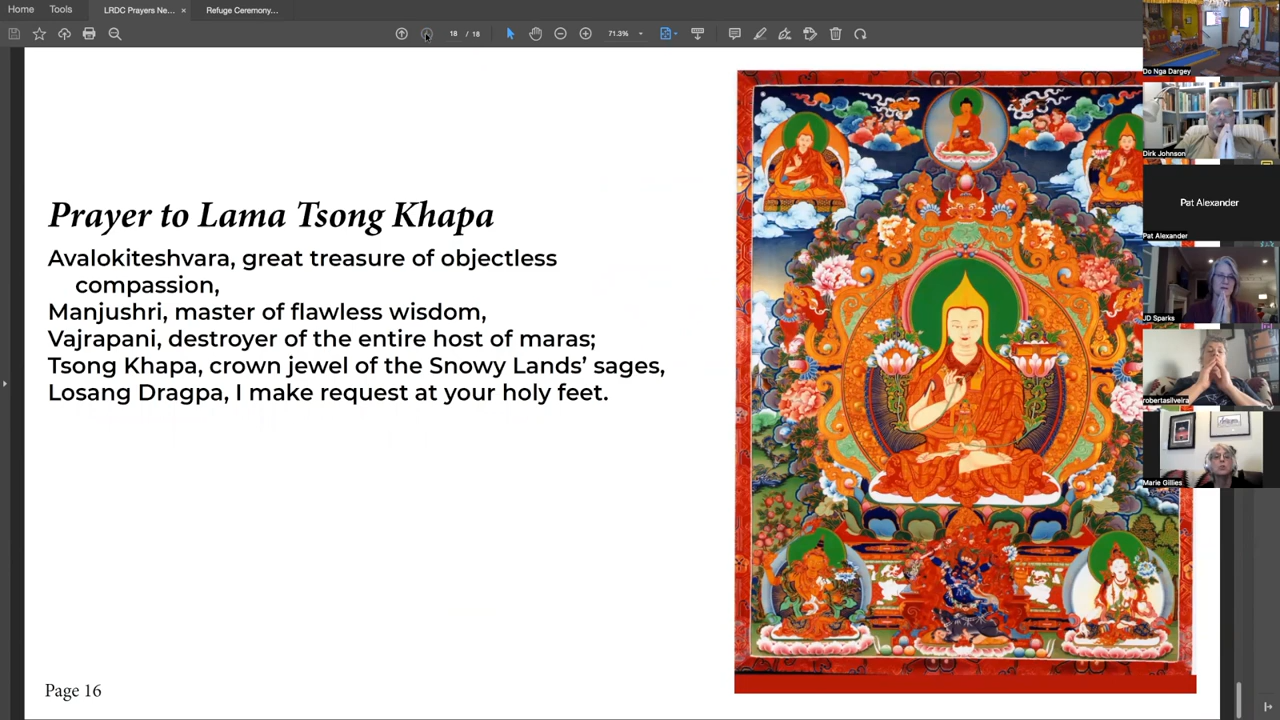 Home
Tools
LRDC Prayers Ne...
×
Refuge Ceremony...
18 / 18
71.3%
Prayer to Lama Tsong Khapa
Avalokiteshvara, great treasure of objectless
compassion,
Manjushri, master of flawless wisdom,
Vajrapani, destroyer of the entire host of maras;
Tsong Khapa, crown jewel of the Snowy Lands’ sages,
Losang Dragpa, I make request at your holy feet.
Page 16
Do Nga Dargey
Dirk Johnson
Pat Alexander
Pat Alexander
JD Sparks
robertasilveira
Marie Gillies